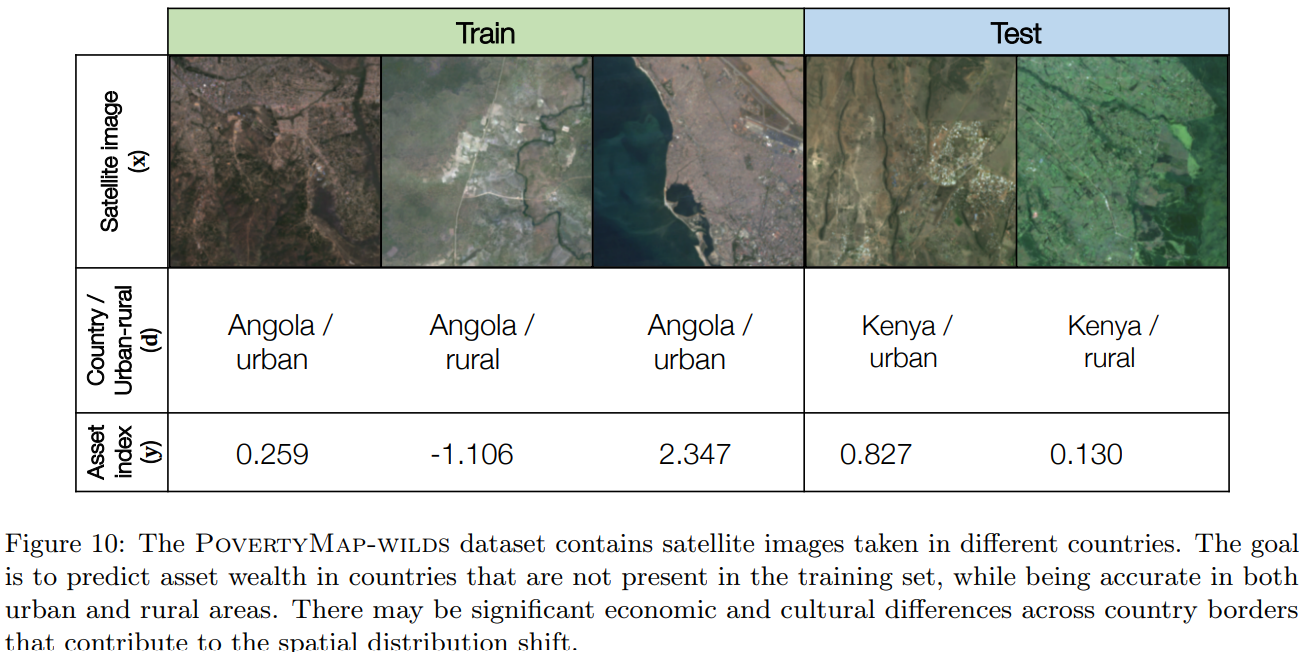 Train
Test
Satellite image
(x)
Country /
Urban-rural
(d)
Angola /
urban
Angola /
rural
Angola /
urban
Kenya /
urban
Kenya /
rural
Asset
index
(y)
0.259
-1.106
2.347
0.827
0.130
Figure 10: The PovertyMap-wilds dataset contains satellite images taken in different countries. The goal
is to predict asset wealth in countries that are not present in the training set, while being accurate in both
urban and rural areas. There may be significant economic and cultural differences across country borders
that contribute to the spatial distribution shift.